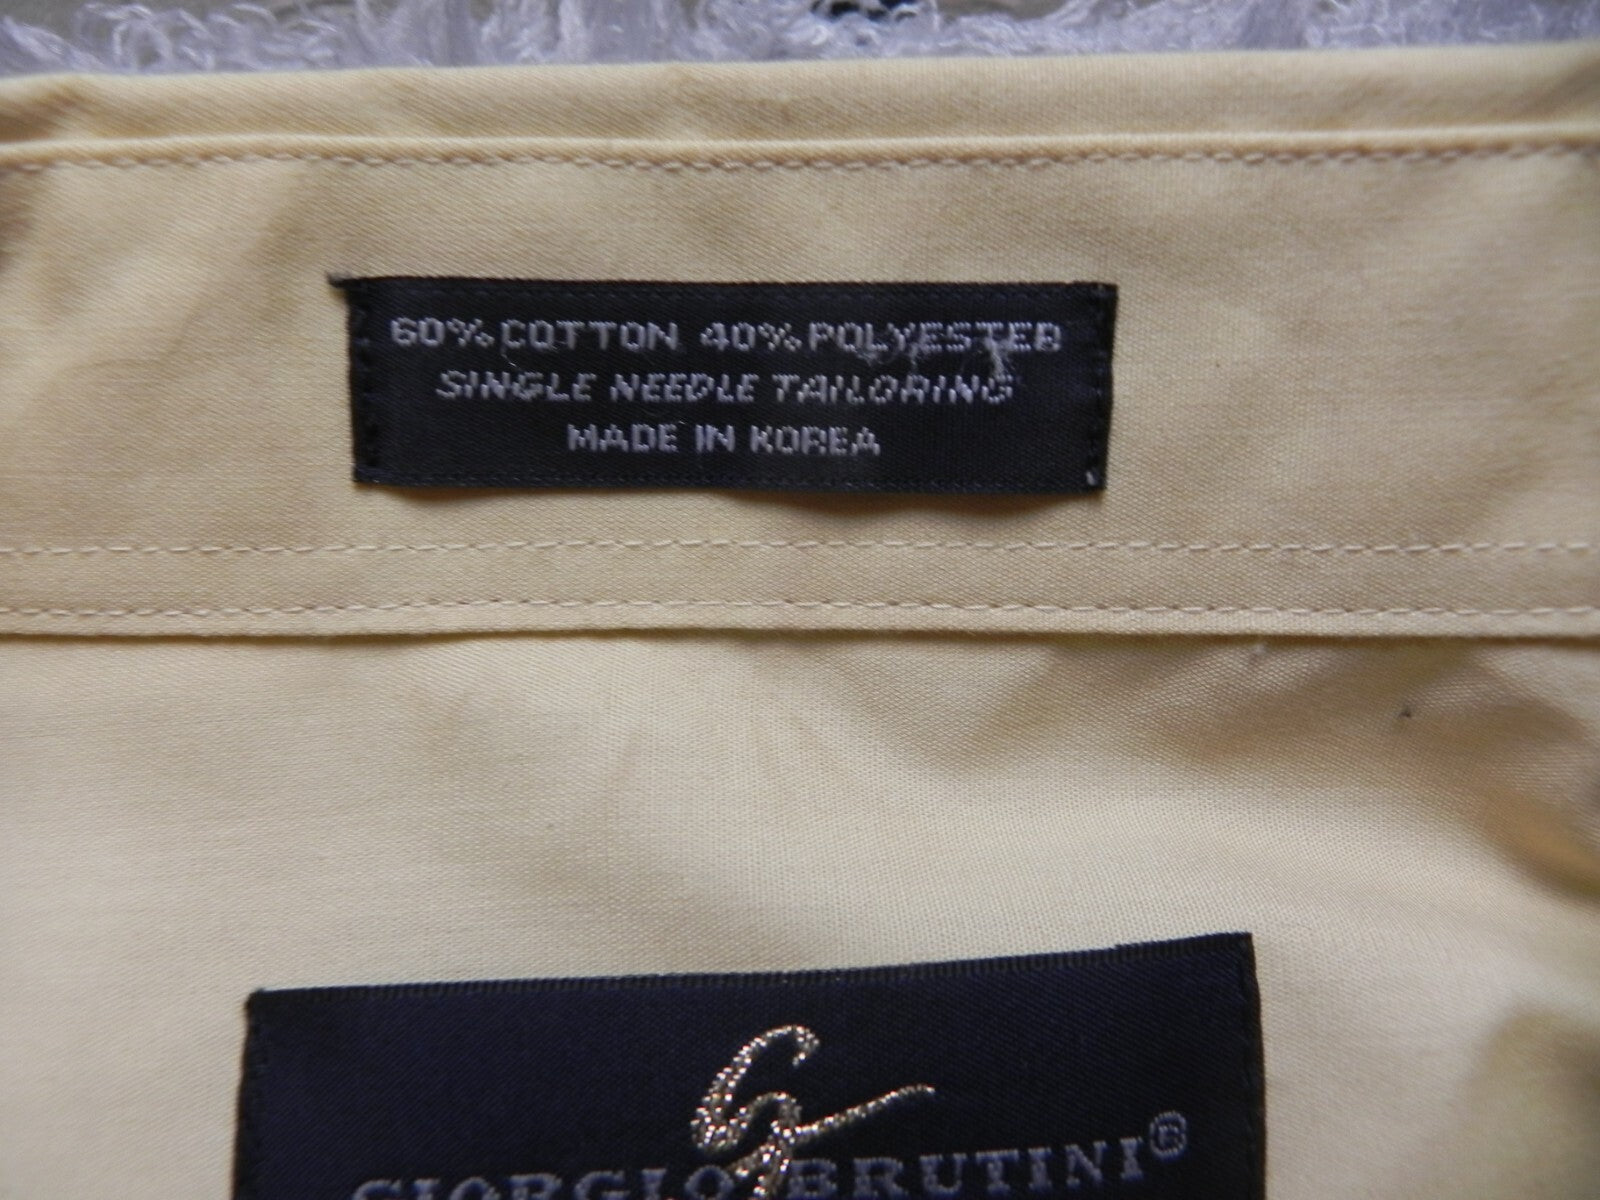 60% COTTON 40% POLYESTER
SINGLE NEEDLE TAILORING
MADE IN KOREA
GIORGIO BRUTINI®